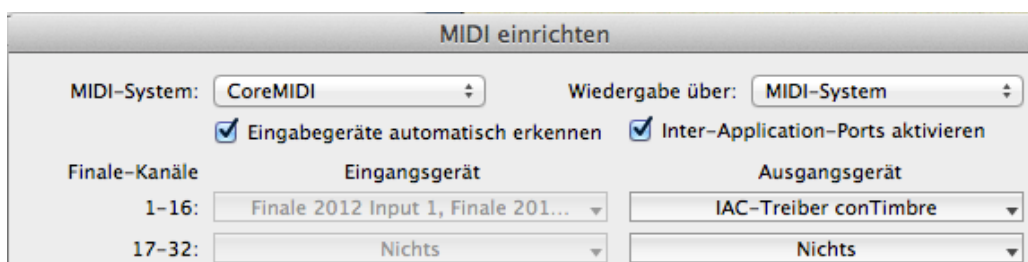 MIDI einrichten
MIDI-System: CoreMIDI Wiedergabe über: MIDI-System
Eingabegeräte automatisch erkennen Inter-Application-Ports aktivieren
Finale-Kanäle Eingangsgerät Ausgangsgerät
1-16: Finale 2012 Input 1, Finale 201... IAC-Treiber conTimbre
17-32: Nichts Nichts